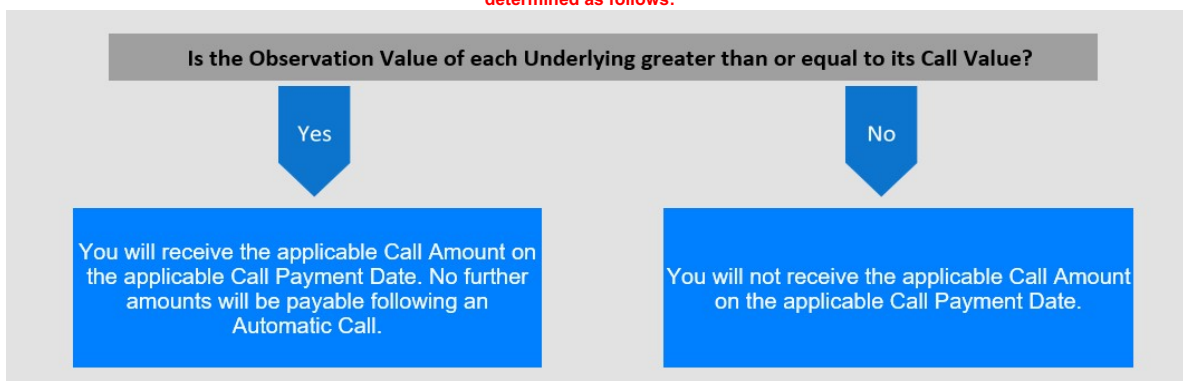 determined as follows:
Is the Observation Value of each Underlying greater than or equal to its Call Value?
Yes
No
You will receive the applicable Call Amount on
the applicable Call Payment Date. No further
amounts will be payable following an
Automatic Call.
You will not receive the applicable Call Amount
on the applicable Call Payment Date.